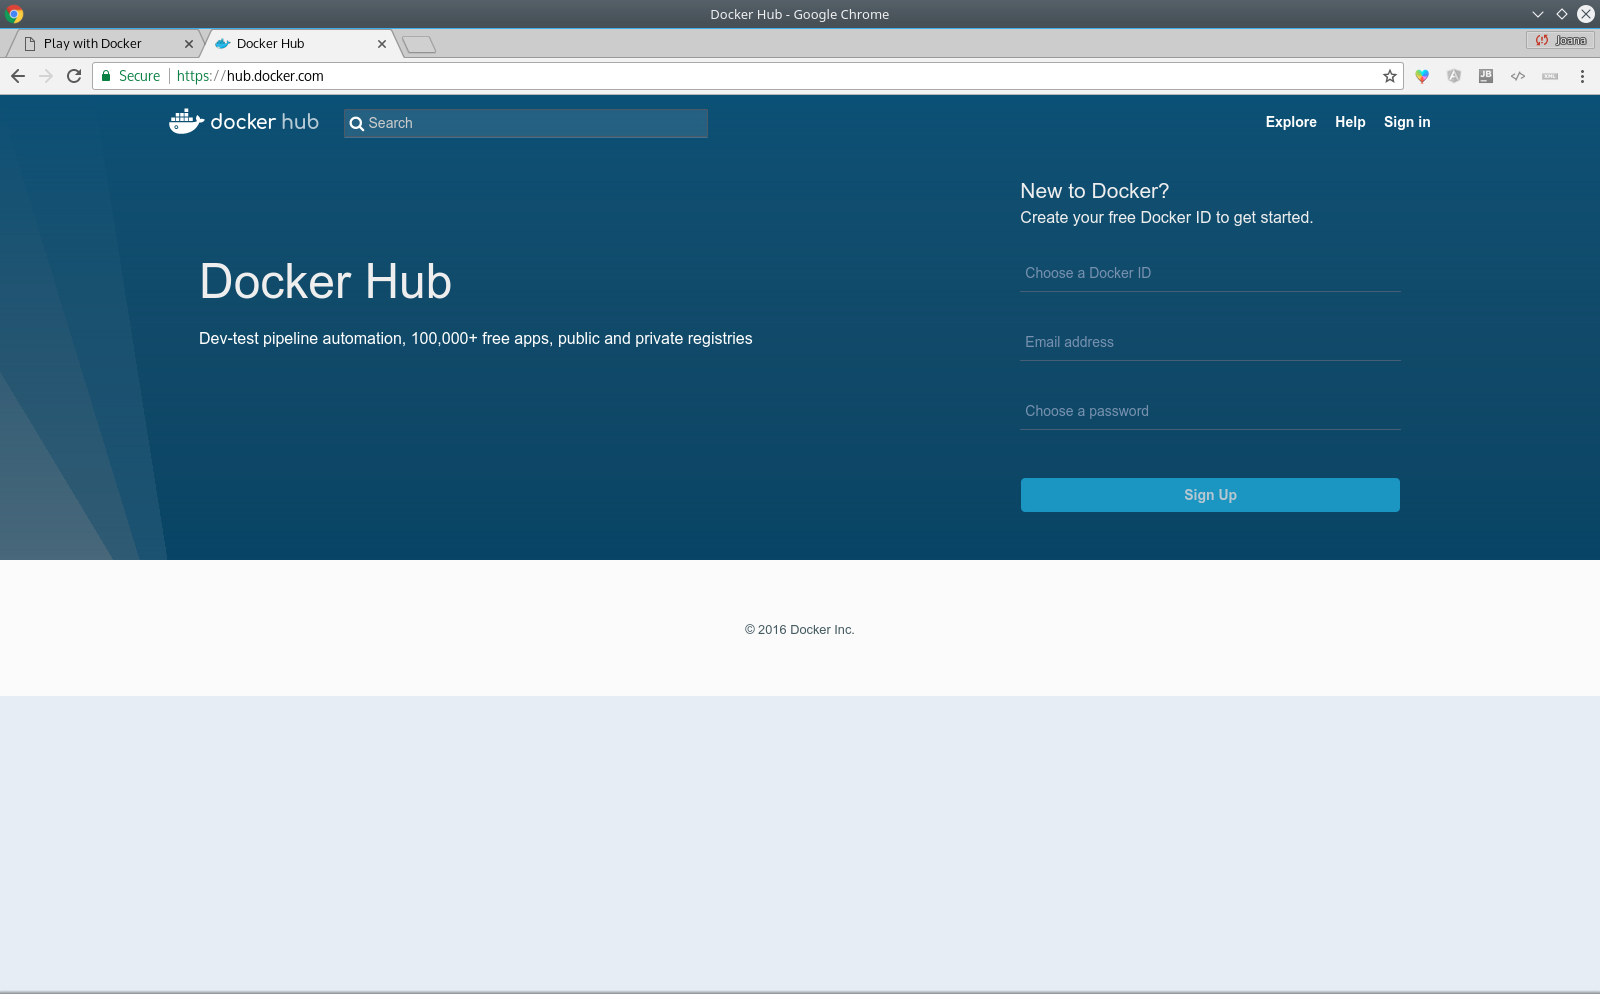 Docker Hub - Google Chrome
Play with Docker
Docker Hub
Joana
Secure
https://hub.docker.com
JB
XML
docker hub
Search
Explore
Help
Sign in
New to Docker?
Create your free Docker ID to get started.
Docker Hub
Dev-test pipeline automation, 100,000+ free apps, public and private registries
Choose a Docker ID
Email address
Choose a password
Sign Up
© 2016 Docker Inc.